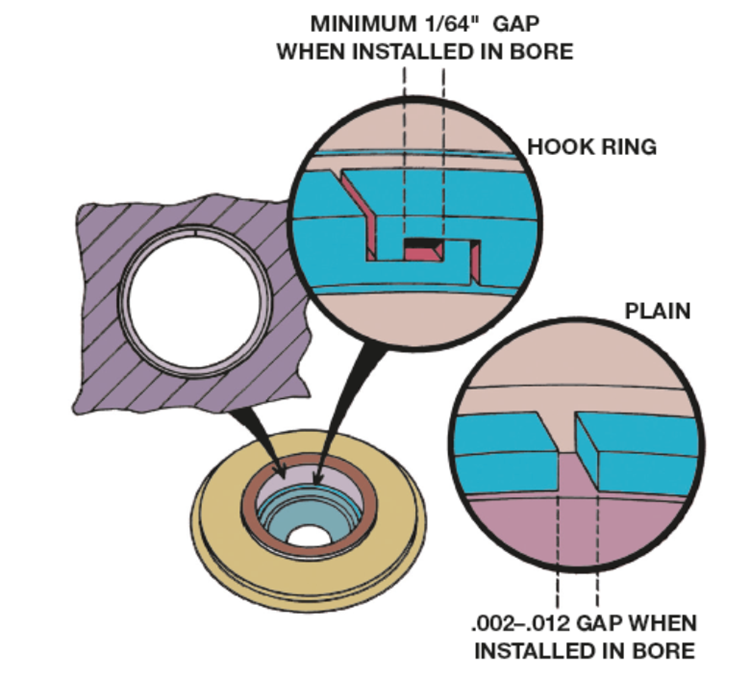 MINIMUM 1/64" GAP
WHEN INSTALLED IN BORE
HOOK RING
PLAIN
.002–.012 GAP WHEN
INSTALLED IN BORE